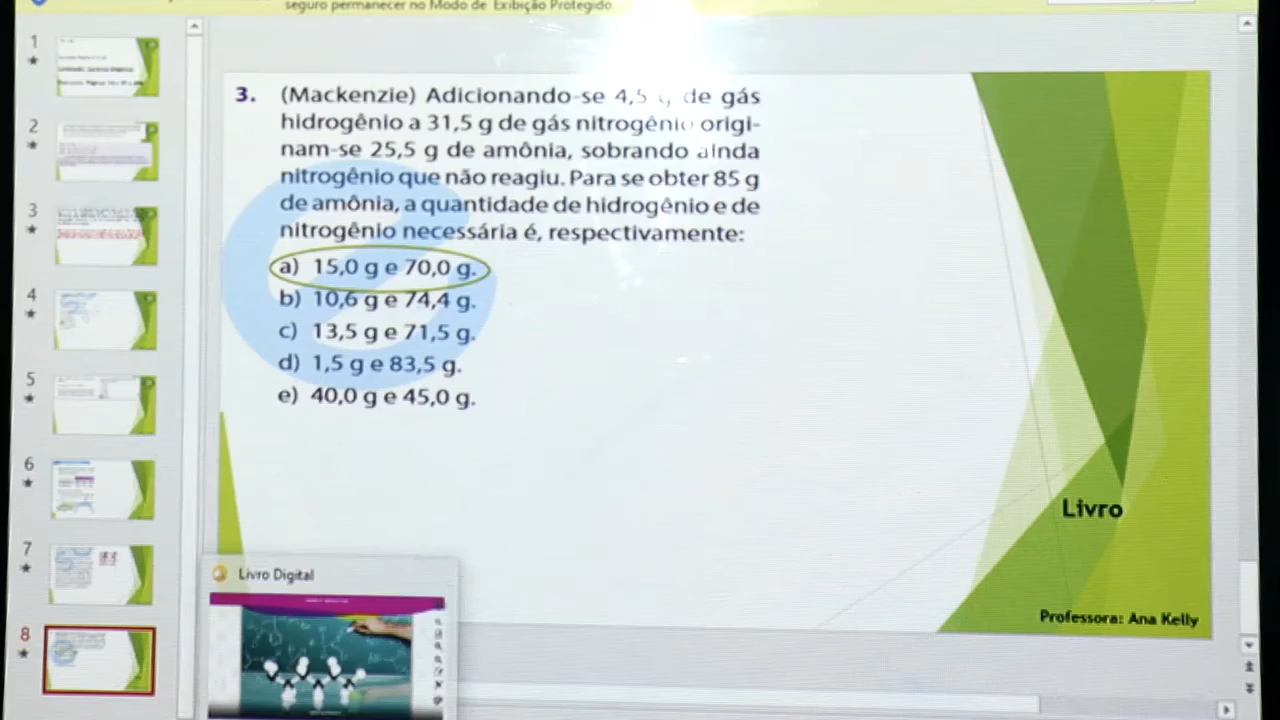 seguro permanecer no Modo de Exibição Protegido
1
2
3
4
5
6
7
8
3. (Mackenzie) Adicionando-se 4,5 g de gás
hidrogênio a 31,5 g de gás nitrogênio origi-
nam-se 25,5 g de amônia, sobrando ainda
nitrogênio que não reagiu. Para se obter 85 g
de amônia, a quantidade de hidrogênio e de
nitrogênio necessária é, respectivamente:
a) 15,0 g e 70,0 g.
b) 10,6 g e 74,4 g.
c) 13,5 g e 71,5 g.
d) 1,5 g e 83,5 g.
e) 40,0 g e 45,0 g.
Livro
Professora: Ana Kelly
Livro Digital